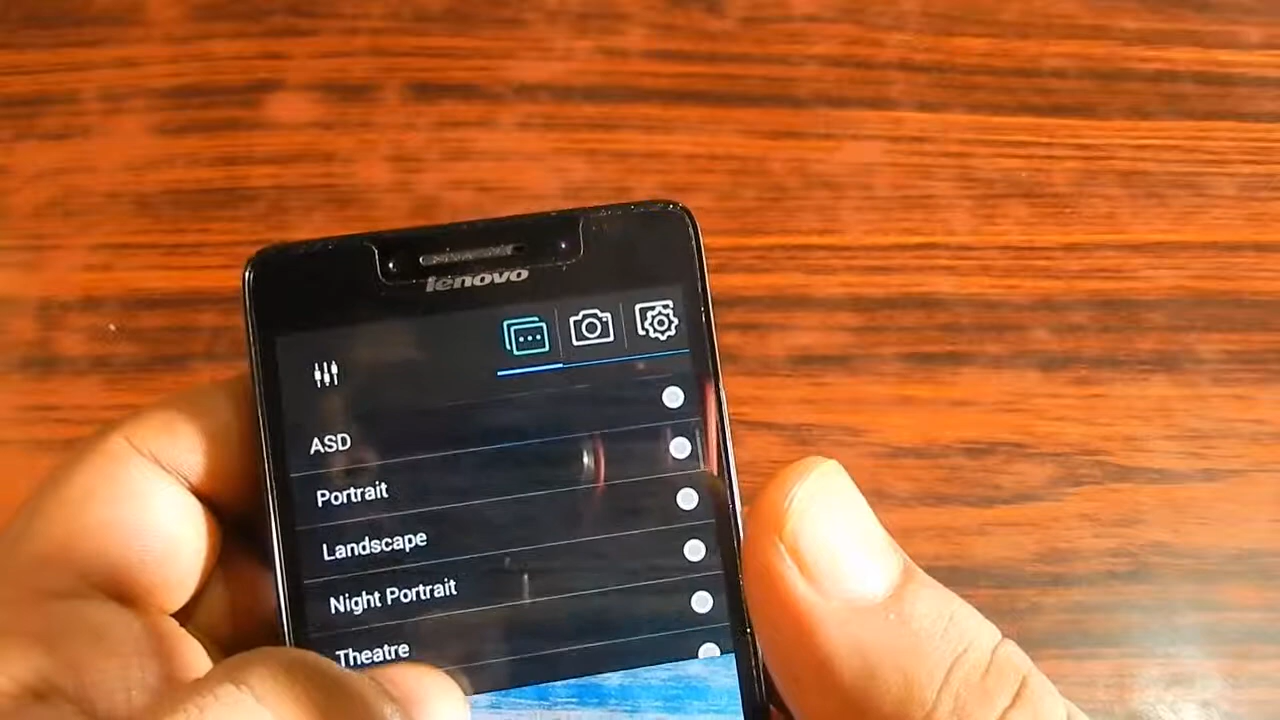 lenovo
ASD
Portrait
Landscape
Night Portrait
Theatre